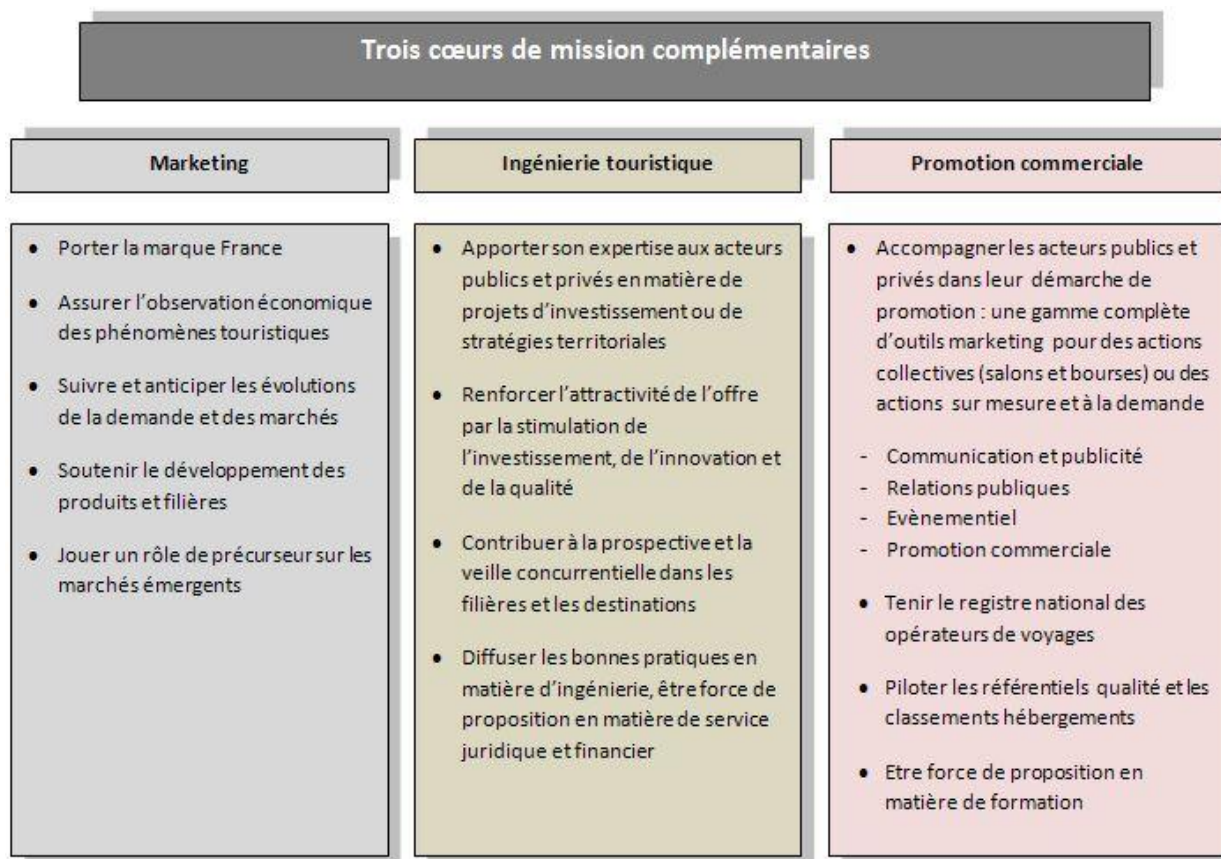 Trois cœurs de mission complémentaires
Marketing
• Porter la marque France
• Assurer l'observation économique
des phénomènes touristiques
• Suivre et anticiper les évolutions
de la demande et des marchés
• Soutenir le développement des
produits et filières
• Jouer un rôle de précurseur sur les
marchés émergents
Ingénierie touristique
• Apporter son expertise aux acteurs
publics et privés en matière de
projets d'investissement ou de
stratégies territoriales
• Renforcer l'attractivité de l'offre
par la stimulation de
l'investissement, de l'innovation et
de la qualité
• Contribuer à la prospective et la
veille concurrentielle dans les
filières et les destinations
• Diffuser les bonnes pratiques en
matière d'ingénierie, être force de
proposition en matière de service
juridique et financier
Promotion commerciale
• Accompagner les acteurs publics et
privés dans leur démarche de
promotion : une gamme complète
d'outils marketing pour des actions
collectives (salons et bourses) ou des
actions sur mesure et à la demande
- Communication et publicité
- Relations publiques
- Evènementiel
- Promotion commerciale
• Tenir le registre national des
opérateurs de voyages
• Piloter les référentiels qualité et les
classements hébergements
• Etre force de proposition en
matière de formation